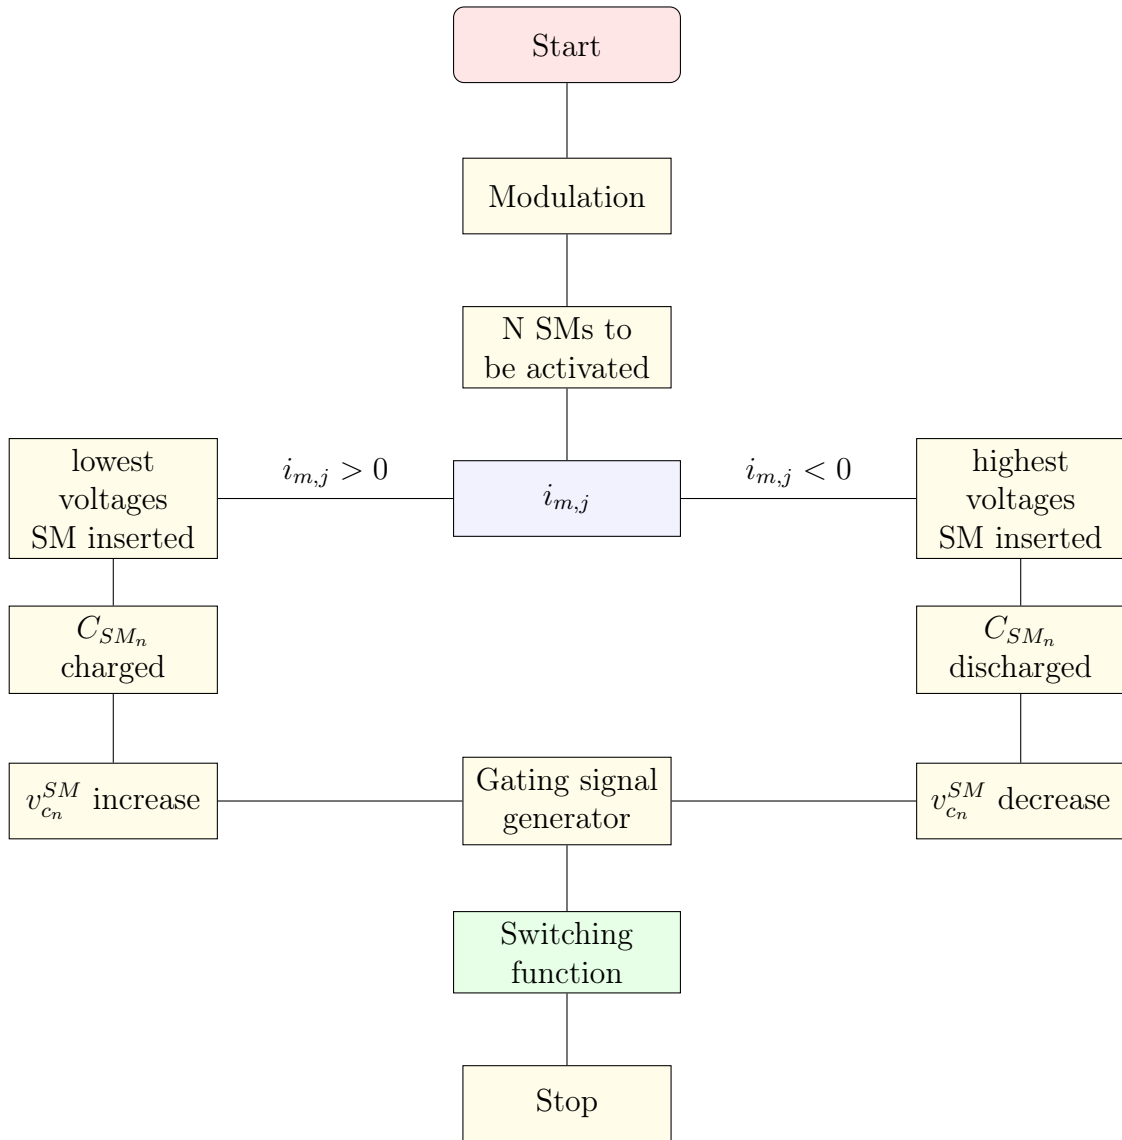 Start
Modulation
N SMs to
be activated
lowest
voltages
SM inserted
$i_{m,j} > 0$
$i_{m,j}$
$i_{m,j} < 0$
highest
voltages
SM inserted
$C_{SM_n}$
charged
$C_{SM_n}$
discharged
$v_{c_n}^{SM}$ increase
Gating signal
generator
$v_{c_n}^{SM}$ decrease
Switching
function
Stop